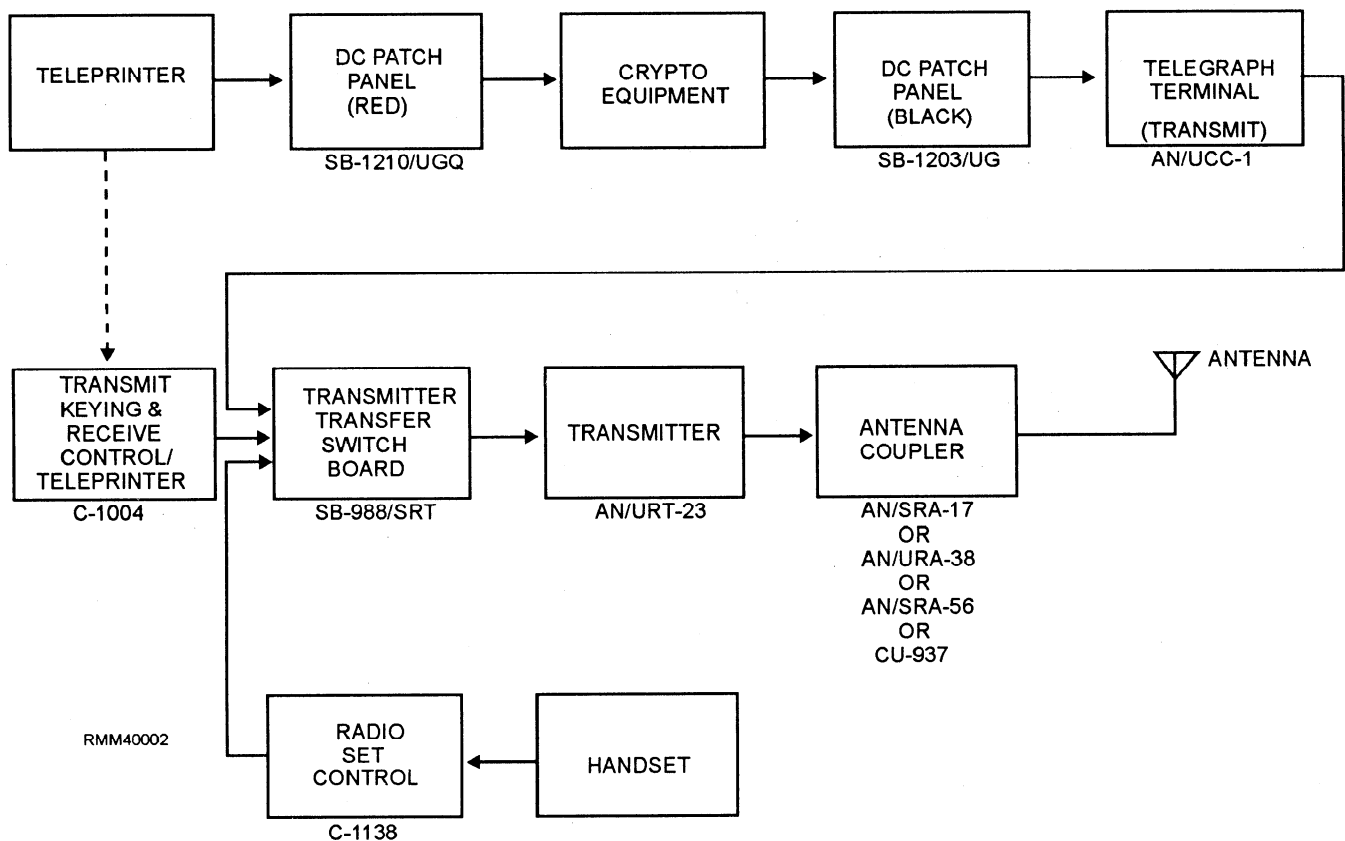 TELEPRINTER
DC PATCH
PANEL
(RED)
SB-1210/UGQ
CRYPTO
EQUIPMENT
DC PATCH
PANEL
(BLACK)
SB-1203/UG
TELEGRAPH
TERMINAL
(TRANSMIT)
AN/UCC-1
TRANSMIT
KEYING &
RECEIVE
CONTROL/
TELEPRINTER
C-1004
TRANSMITTER
TRANSFER
SWITCH
BOARD
SB-988/SRT
TRANSMITTER
AN/URT-23
ANTENNA
COUPLER
AN/SRA-17
OR
AN/URA-38
OR
AN/SRA-56
OR
CU-937
ANTENNA
RMM40002
RADIO
SET
CONTROL
C-1138
HANDSET